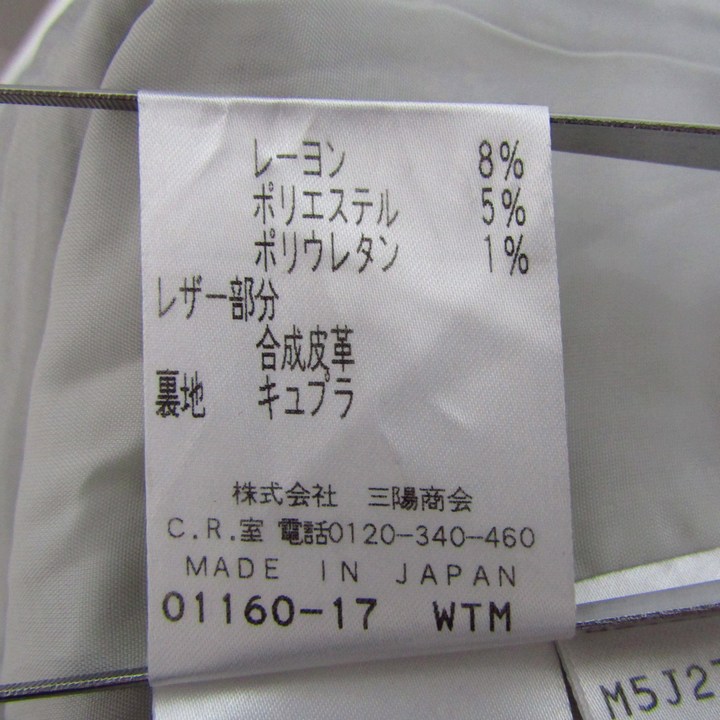 レーヨン 8%
ポリエステル 5%
ポリウレタン 1%
レザー部分
合成皮革
裏地 キュプラ
株式会社 三陽商会
C.R.室 電話0120-340-460
MADE IN JAPAN
01160-17 WTM
M5J27